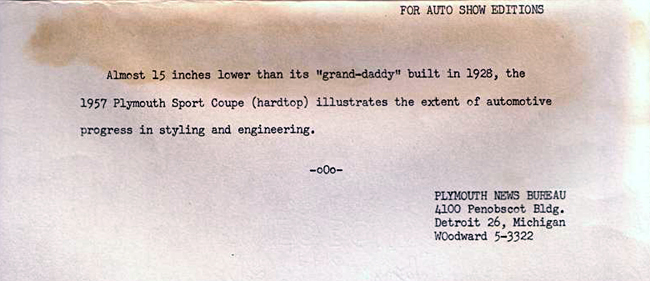 FOR AUTO SHOW EDITIONS
Almost 15 inches lower than its "grand-daddy" built in 1928, the
1957 Plymouth Sport Coupe (hardtop) illustrates the extent of automotive
progress in styling and engineering.
-oOo-
PLYMOUTH NEWS BUREAU
4100 Penobscot Bldg.
Detroit 26, Michigan
WOodward 5-3322